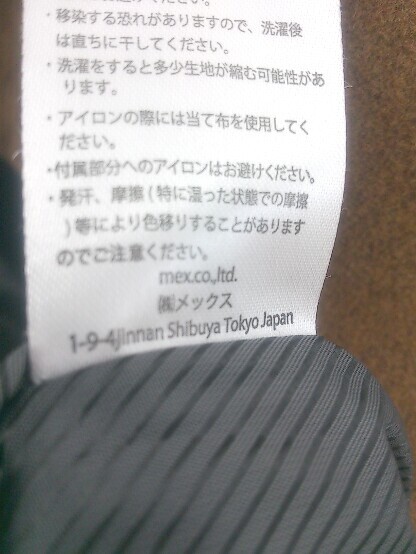 ください。
・移染する恐れがありますので、洗濯後
は直ちに干してください。
・洗濯をすると多少生地が縮む可能性があ
ります。
・アイロンの際には当て布を使用してく
ださい。
・付属部分へのアイロンはお避けください。
・発汗、摩擦(特に湿った状態での摩擦
)等により色移りすることがあります
のでご注意ください。
mex.co.,ltd.
㈱メックス
1-9-4Jinnan Shibuya Tokyo Japan